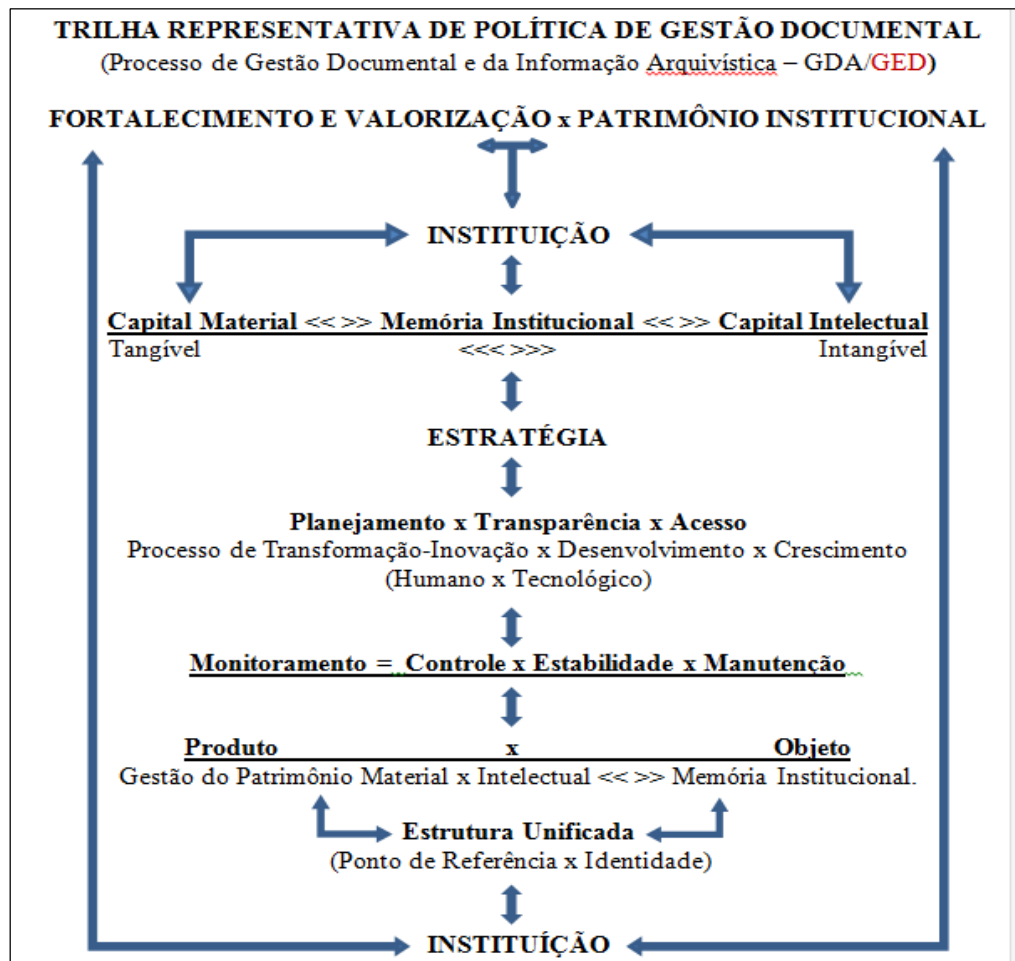 TRILHA REPRESENTATIVA DE POLÍTICA DE GESTÃO DOCUMENTAL
(Processo de Gestão Documental e da Informação Arquivística – GDA/GED)
FORTALECIMENTO E VALORIZAÇÃO x PATRIMÔNIO INSTITUCIONAL
INSTITUIÇÃO
Capital Material << >> Memória Institucional << >> Capital Intelectual
Tangível <<< >>> Intangível
ESTRATÉGIA
Planejamento x Transparência x Acesso
Processo de Transformação-Inovação x Desenvolvimento x Crescimento
(Humano x Tecnológico)
Monitoramento = Controle x Estabilidade x Manutenção
Produto x Objeto
Gestão do Patrimônio Material x Intelectual << >> Memória Institucional.
Estrutura Unificada
(Ponto de Referência x Identidade)
INSTITUÍÇÃO